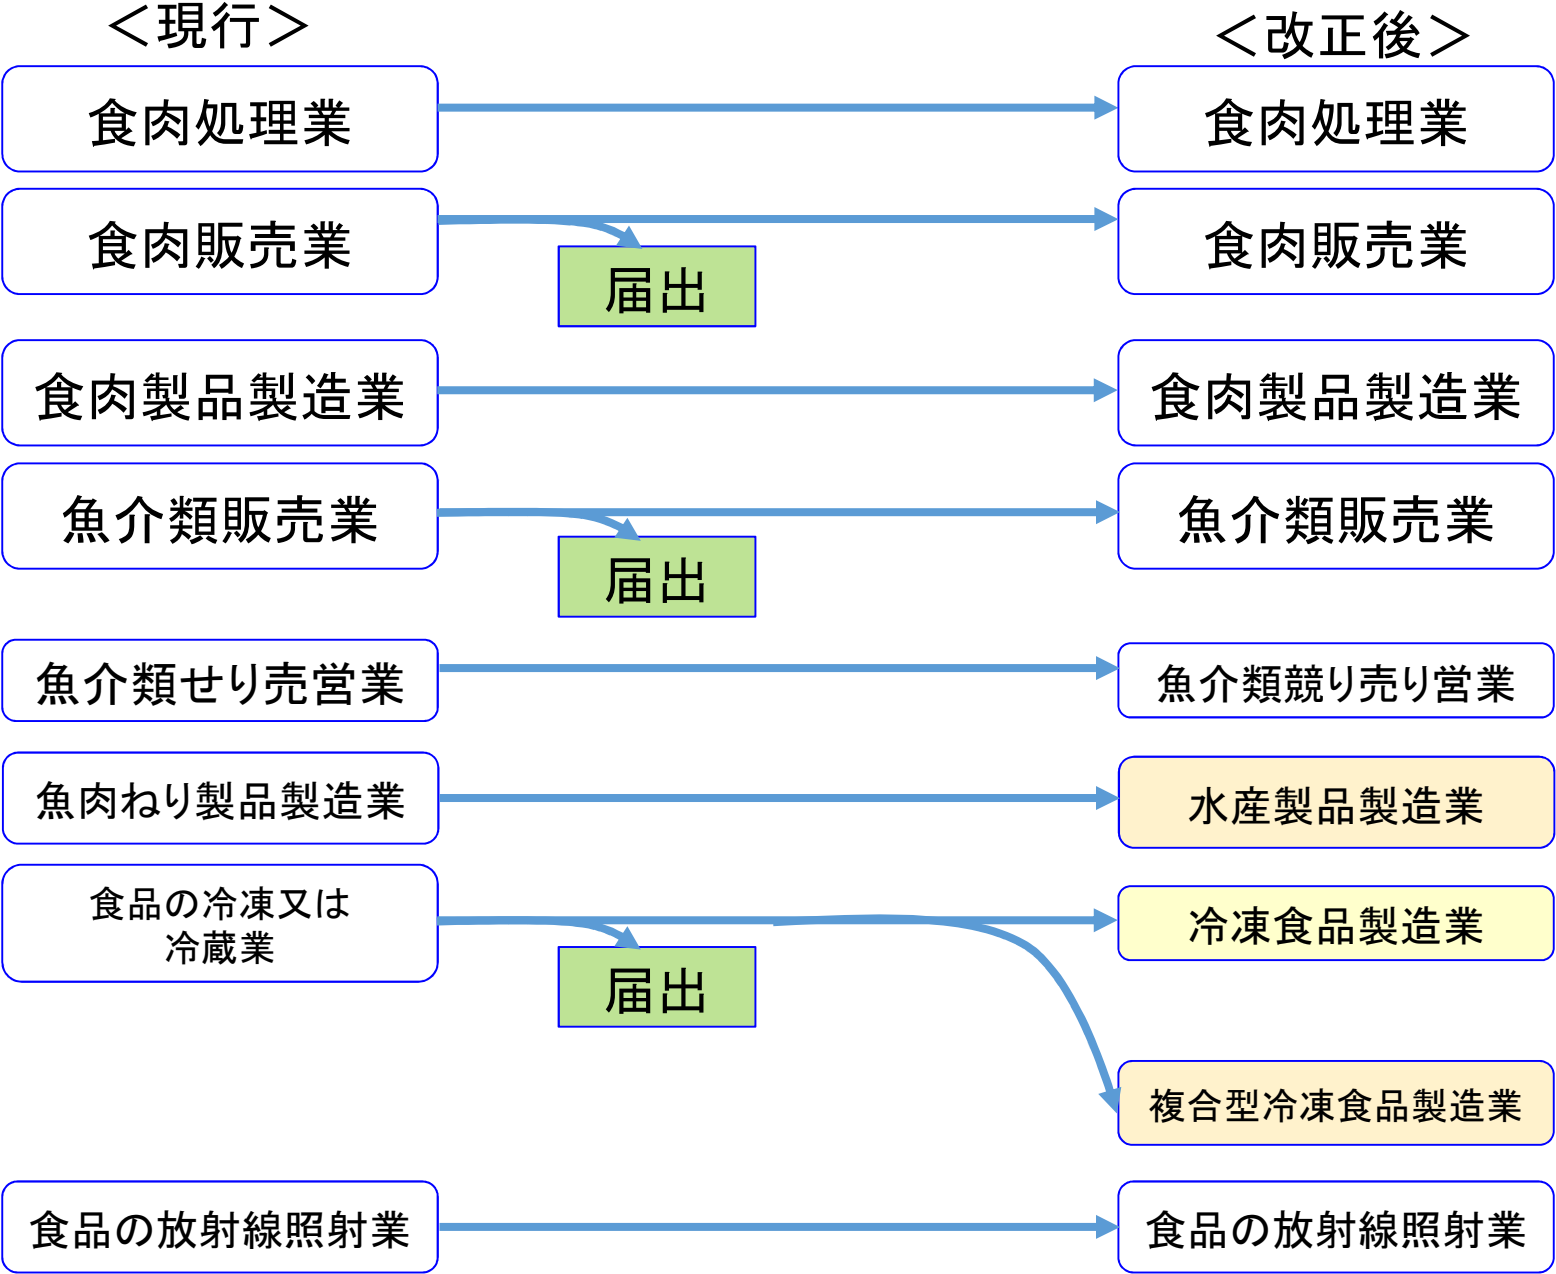 ＜現行＞
＜改正後＞
食肉処理業
食肉処理業
食肉販売業
食肉販売業
届出
食肉製品製造業
食肉製品製造業
魚介類販売業
魚介類販売業
届出
魚介類せり売営業
魚介類競り売り営業
魚肉ねり製品製造業
水産製品製造業
食品の冷凍又は
冷蔵業
冷凍食品製造業
届出
複合型冷凍食品製造業
食品の放射線照射業
食品の放射線照射業